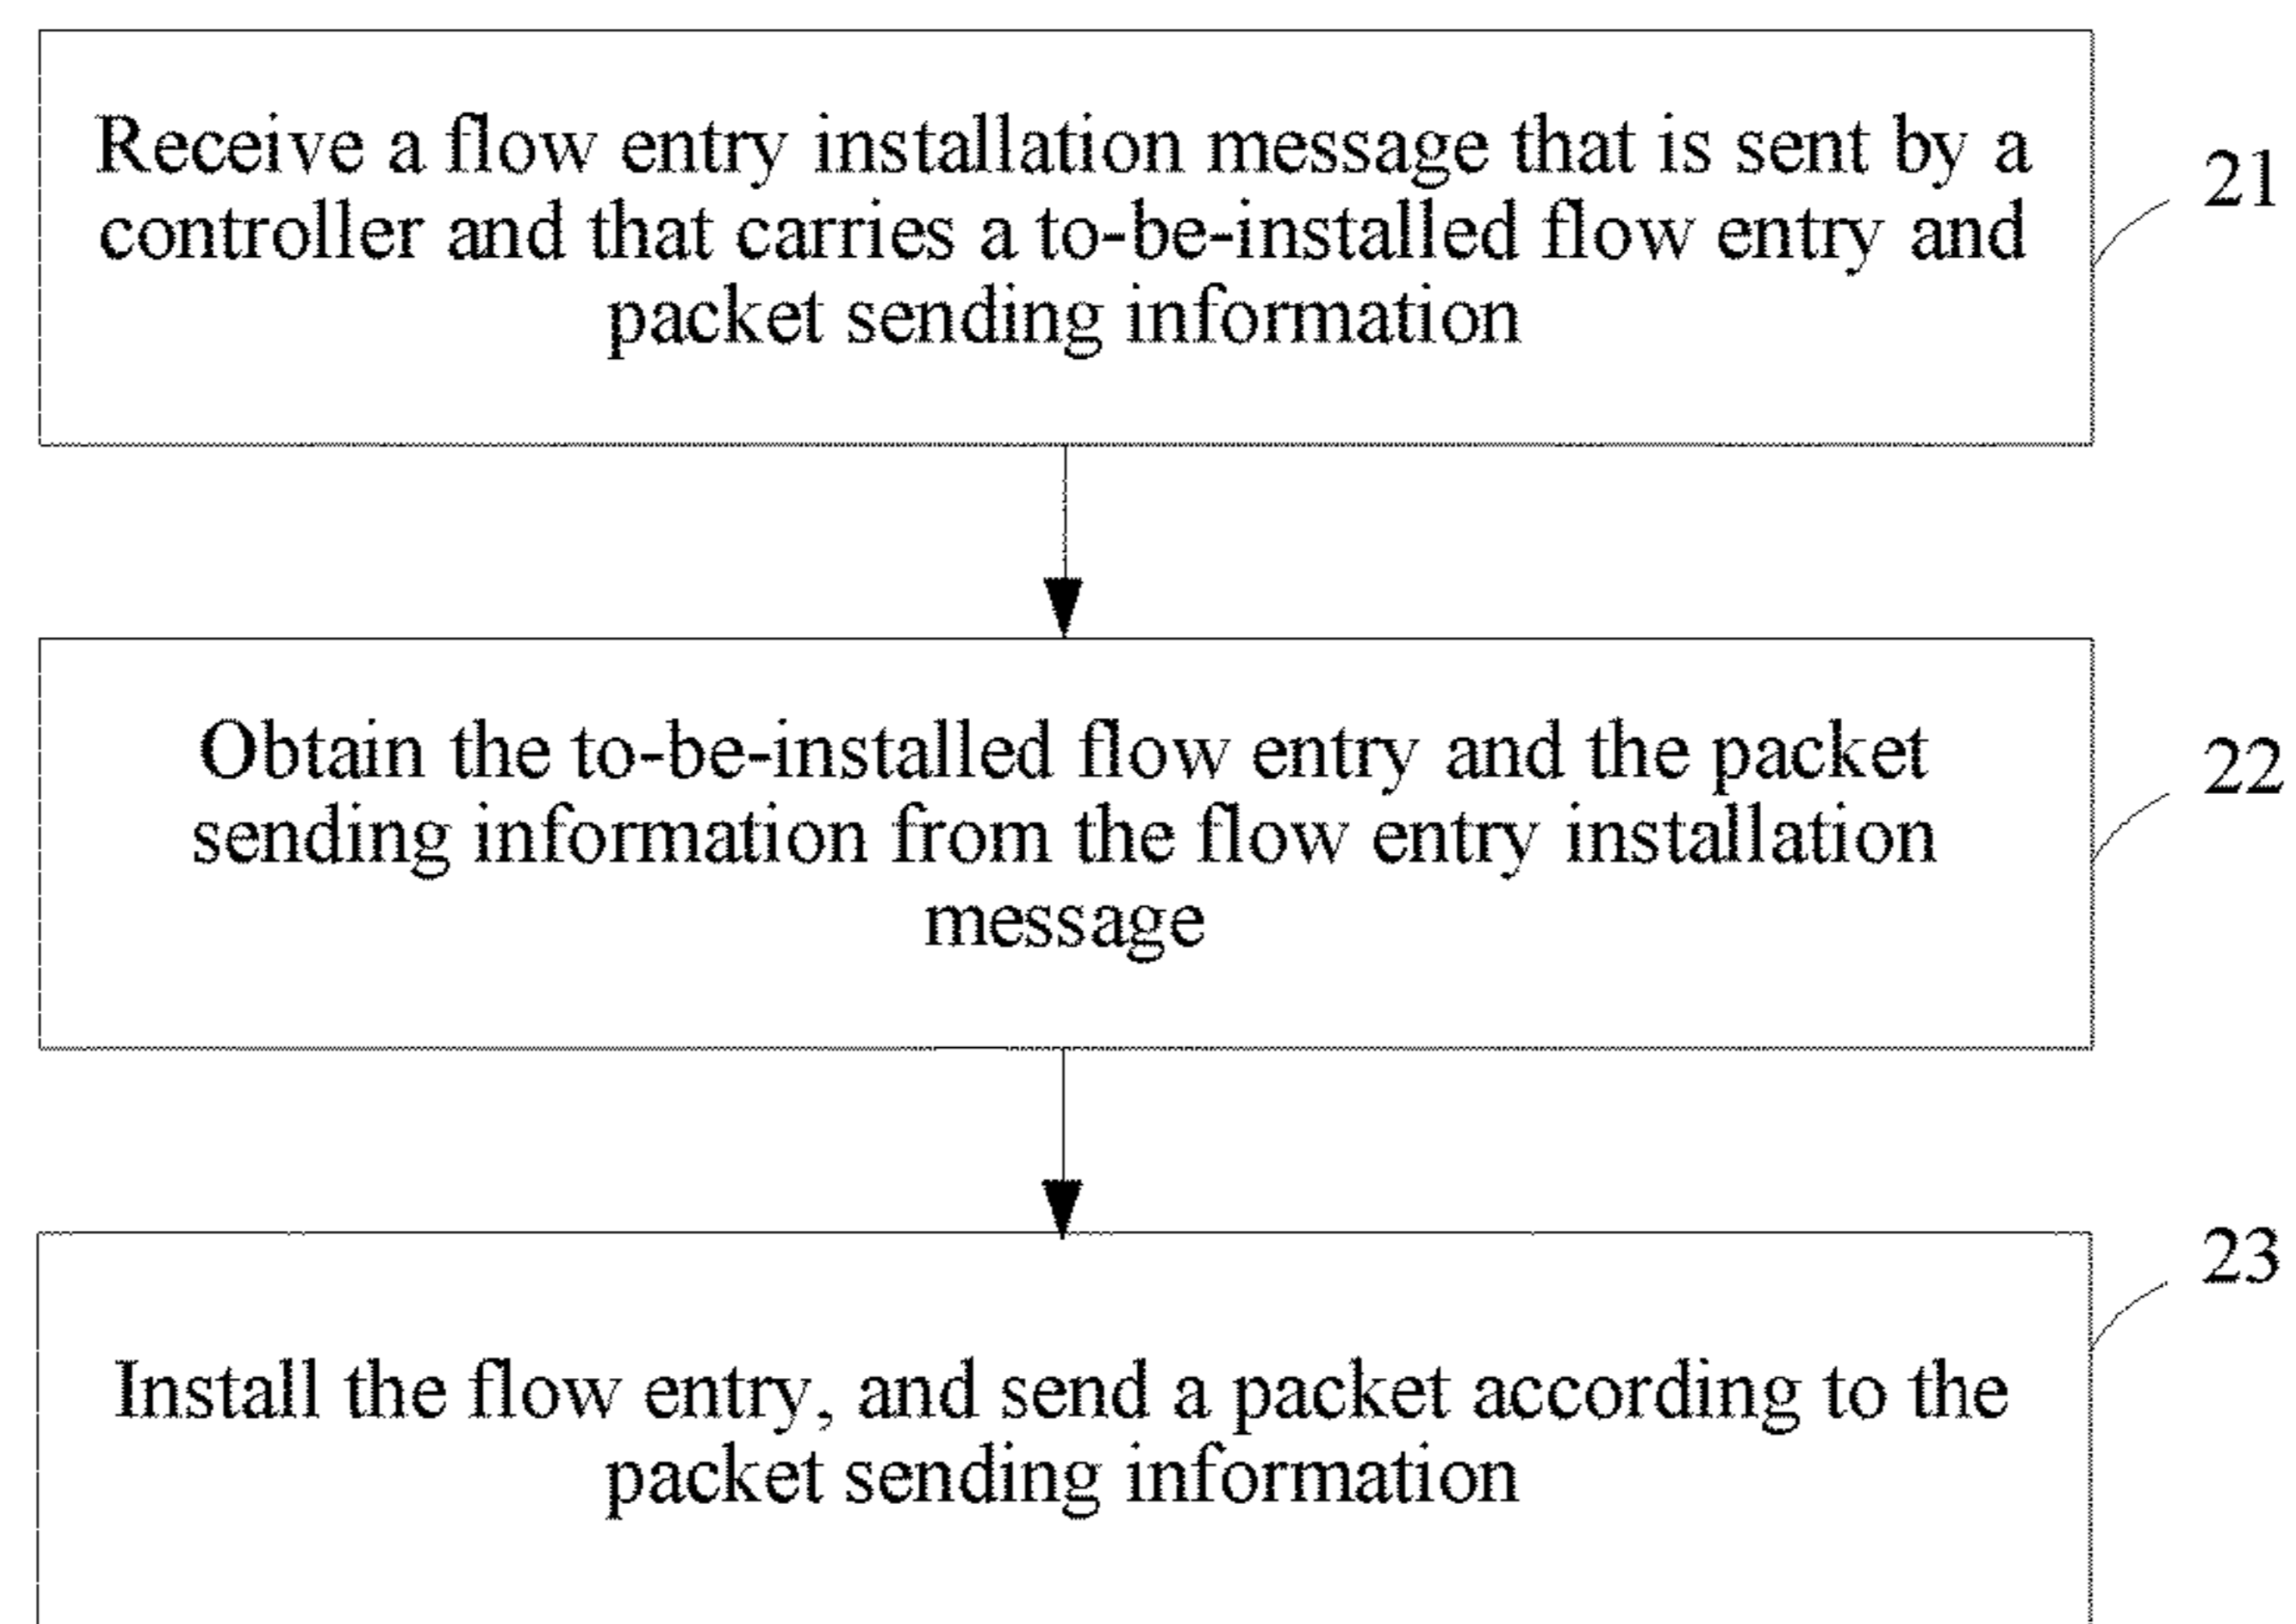 Receive a flow entry installation message that is sent by a
controller and that carries a to-be-installed flow entry and
packet sending information
21
Obtain the to-be-installed flow entry and the packet
sending information from the flow entry installation
message
22
Install the flow entry, and send a packet according to the
packet sending information
23